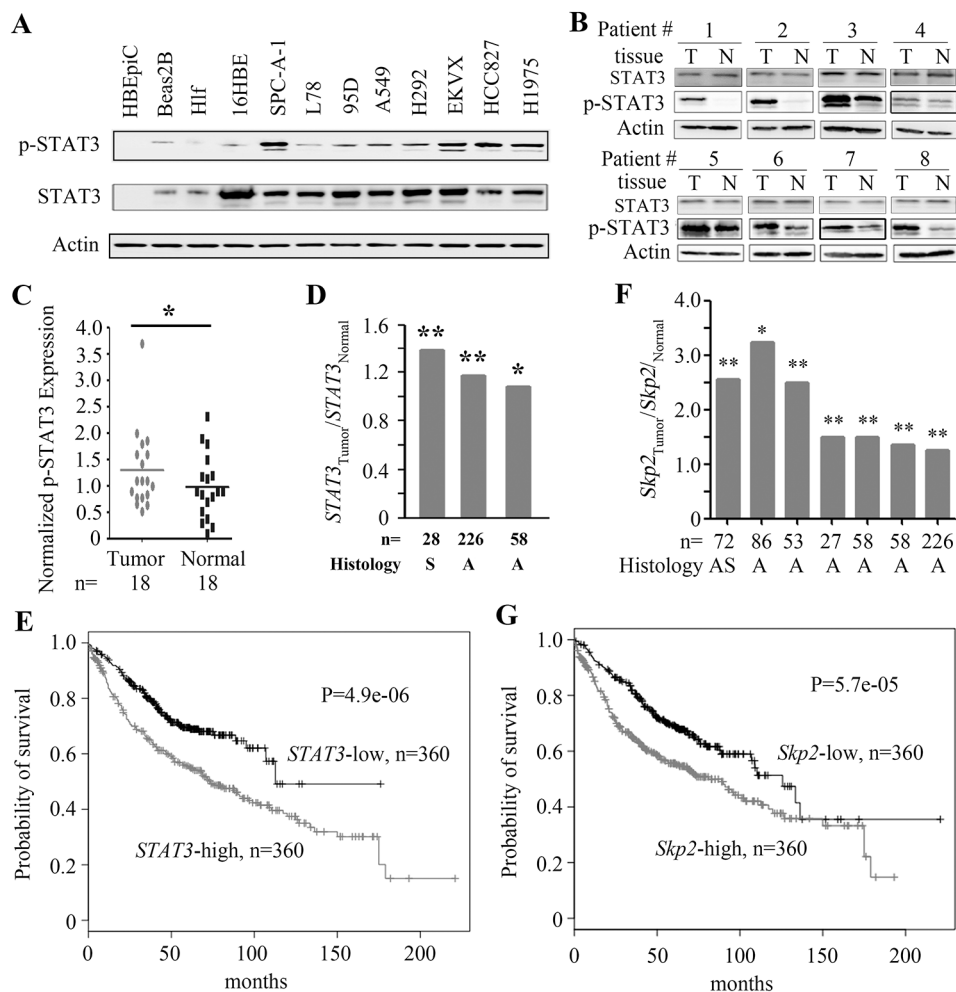 A
HBEpiC Beas2B Hlf 16HBE SPC-A-1 L78 95D A549 H292 EKVX HCC827 H1975
p-STAT3
STAT3
Actin
B
Patient # 1 2 3 4
tissue T N T N T N T N
STAT3
p-STAT3
Actin
Patient # 5 6 7 8
tissue T N T N T N T N
STAT3
p-STAT3
Actin
C
Normalized p-STAT3 Expression
*
4.0
3.5
3.0
2.5
2.0
1.5
1.0
0.5
0
Tumor Normal
n= 18 18
D
STAT3Tumor/STAT3Normal
1.6
1.2
0.8
0.4
0
** ** *
n= 28 226 58
Histology S A A
F
Skp2Tumor/Skp2/Normal
4.0
3.0
2.0
1.0
0
** * ** ** ** ** **
n= 72 86 53 27 58 58 226
Histology AS A A A A A A
E
Probability of survival
1.0
0.8
0.6
0.4
0.2
0
P=4.9e-06
STAT3-low, n=360
STAT3-high, n=360
0 50 100 150 200
months
G
Probability of survival
1.0
0.8
0.6
0.4
0.2
0
P=5.7e-05
Skp2-low, n=360
Skp2-high, n=360
0 50 100 150 200
months